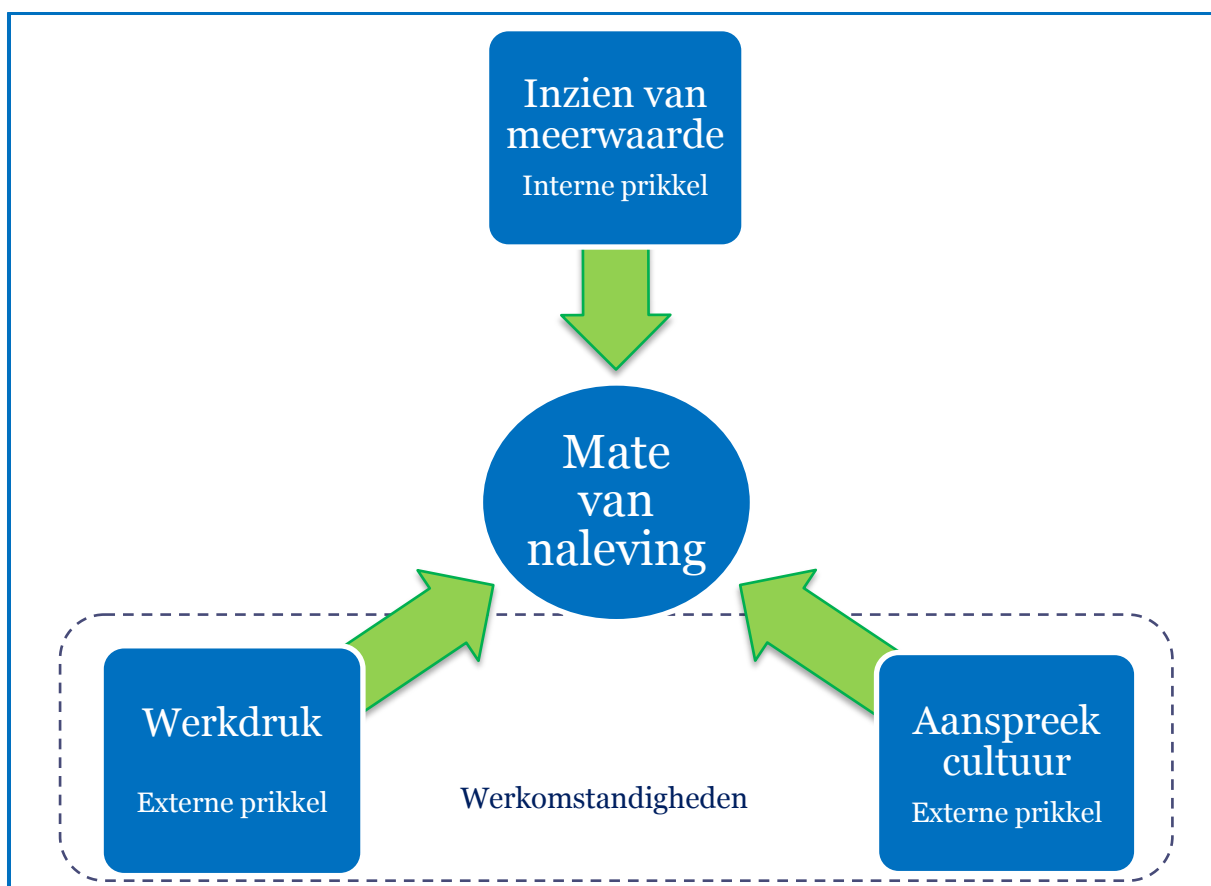 Inzien van
meerwaarde
Interne prikkel
Mate
van
naleving
Werkdruk
Externe prikkel
Werkomstandigheden
Aanspreek
cultuur
Externe prikkel